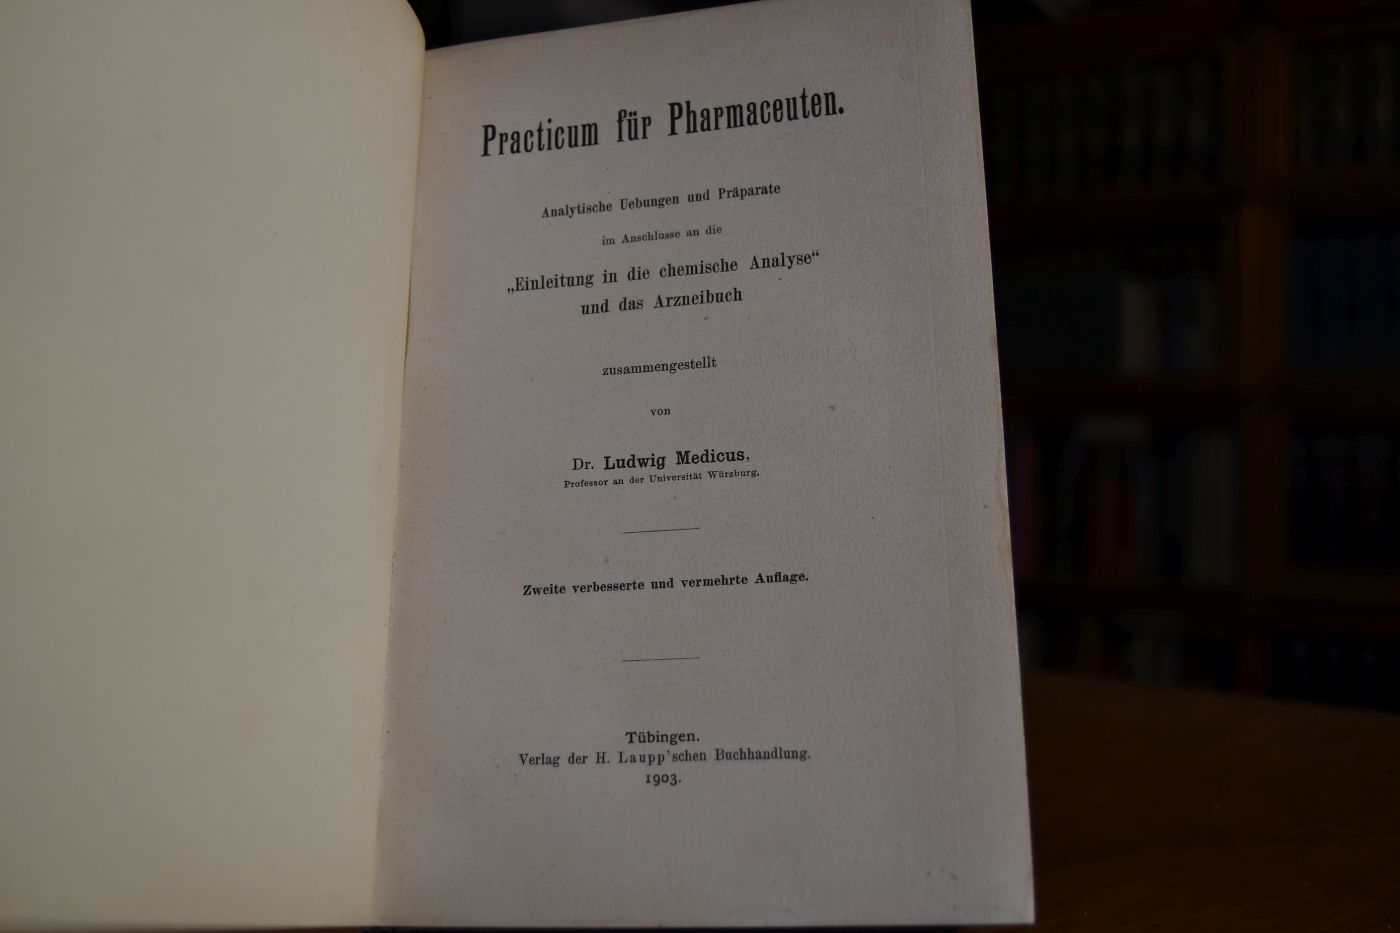 Practicum für Pharmaceuten.
Analytische Uebungen und Präparate
im Anschlusse an die
„Einleitung in die chemische Analyse“
und das Arzneibuch
zusammengestellt
von
Dr. Ludwig Medicus,
Professor an der Universität Würzburg.
Zweite verbesserte und vermehrte Auflage.
Tübingen.
Verlag der H. Laupp'schen Buchhandlung.
1903.